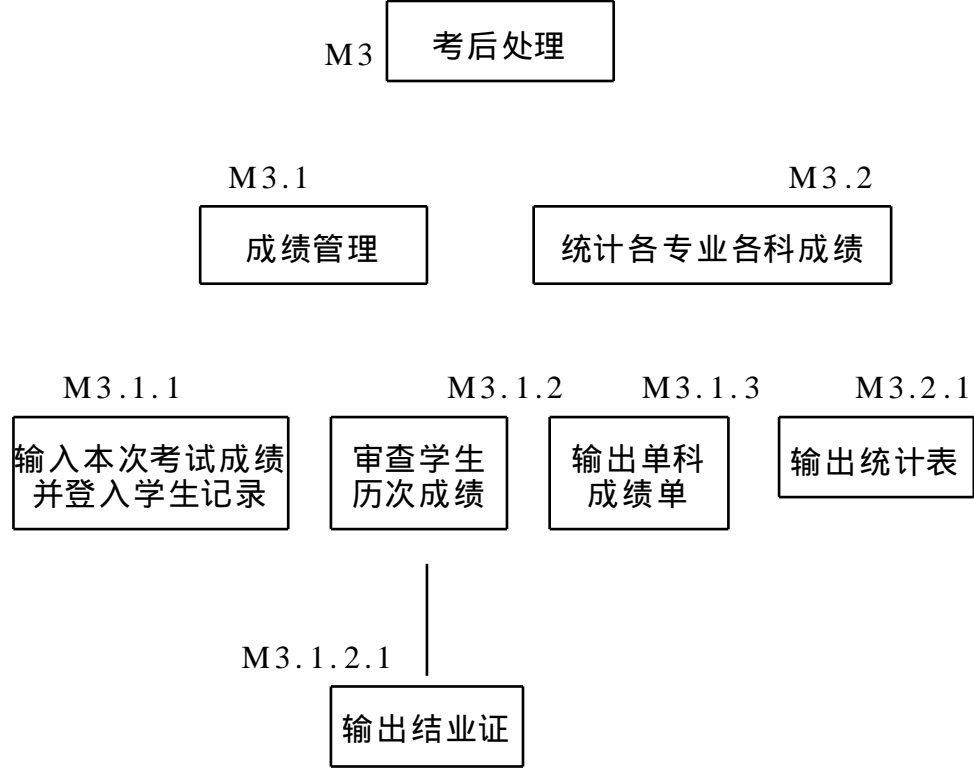 M3
考后处理
M3.1
M3.2
成绩管理
统计各专业各科成绩
M3.1.1
M3.1.2
M3.1.3
M3.2.1
输入本次考试成绩
并登入学生记录
审查学生
历次成绩
输出单科
成绩单
输出统计表
M3.1.2.1
输出结业证